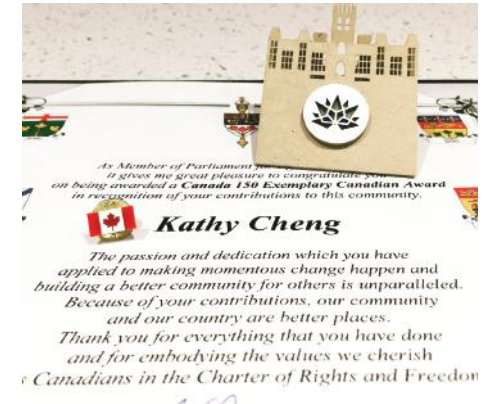 As Member of Parliament
it gives me great pleasure to congratulate you
on being awarded a Canada 150 Exemplary Canadian Award
in recognition of your contributions to this community.
Kathy Cheng
The passion and dedication which you have
applied to making momentous change happen and
building a better community for others is unparalleled.
Because of your contributions, our community
and our country are better places.
Thank you for everything that you have done
and for embodying the values we cherish
s Canadians in the Charter of Rights and Freedom